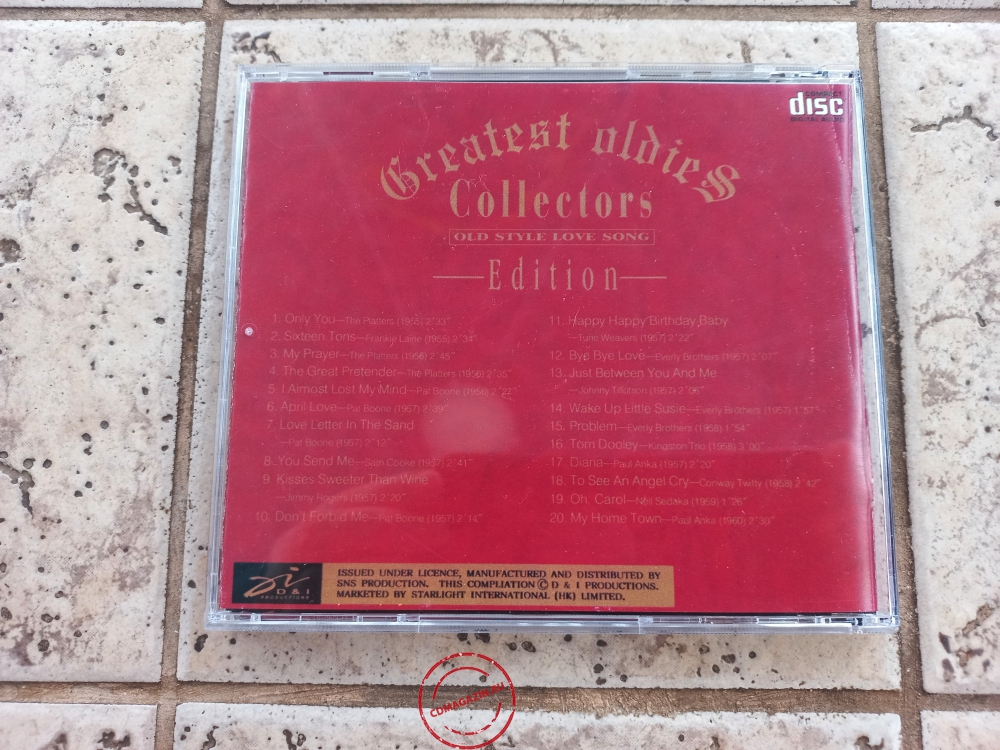 COMPACT
disc
DIGITAL AUDIO
Greatest oldies
Collectors
OLD STYLE LOVE SONG
Edition
1. Only You—The Platters (1955) 2"33"
2. Sixteen Tons—Frankie Laine (1955) 2"34"
3. My Prayer—The Platters (1956) 2"45"
4. The Great Pretender—The Platters (1956) 2"35"
5. I Almost Lost My Mind—Pat Boone (1956) 2"22"
6. April Love—Pat Boone (1957) 2"39"
7. Love Letter In The Sand
—Pat Boone (1957) 2"12"
8. You Send Me—Sam Cooke (1957) 2"41"
9 Kisses Sweeter Than Wine
—Jimmy Rogers (1957) 2"20"
10. Don't Forbid Me—Pat Boone (1957) 2"14"
11. Happy Happy Birthday Baby
—Tune Weavers (1957) 2"22"
12. Bye Bye Love—Everly Brothers (1957) 2"07"
13. Just Between You And Me
—Johnny Tillotson (1957)
14. Wake Up Little Susie—Everly Brothers (1957) 1"57"
15. Problem—Everly Brothers (1958) 1"54"
16. Tom Dooley—Kingston Trio (1958) 3"00"
17. Diana—Paul Anka (1957) 2"20"
18. To See An Angel Cry—Conway Twitty (1958) 2"42"
19. Oh, Carol—Neil Sedaka (1959) 1"26"
20. My Home Town—Paul Anka (1960) 2"30"
D & I
PRODUCTIONS
ISSUED UNDER LICENCE, MANUFACTURED AND DISTRIBUTED BY
SNS PRODUCTION. THIS COMPLIATION © D & I PRODUCTIONS.
MARKETED BY STARLIGHT INTERNATIONAL (HK) LIMITED.
CDMAGAZIN.RU